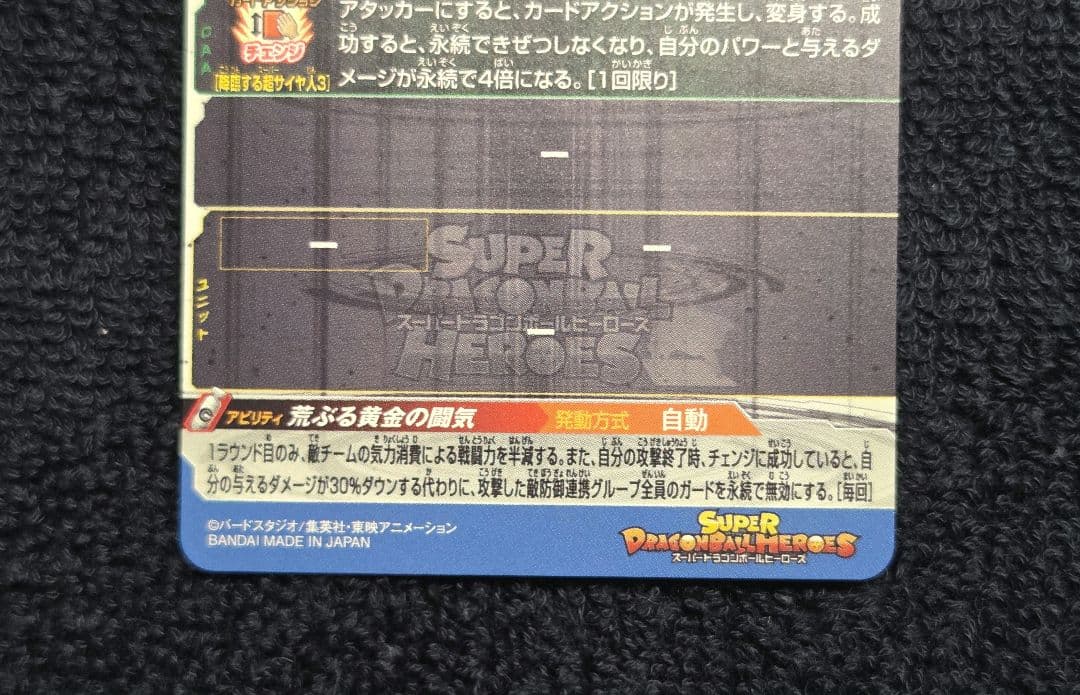 カードアクション
チェンジ
[降臨する超サイヤ人3]
CAA
アタッカーにすると、カードアクションが発生し、変身する。成
功すると、永続できぜつしなくなり、自分のパワーと与えるダ
メージが永続で4倍になる。[1回限り]
ー
ユニット
ー
ー
SUPER
DRAGONBALL
スーパードラゴンボールヒーローズ
ー
HEROES
アビリティ 荒ぶる黄金の闘気 発動方式 自動
1ラウンド目のみ、敵チームの気力消費による戦闘力を半減する。また、自分の攻撃終了時、チェンジに成功していると、自
分の与えるダメージが30%ダウンする代わりに、攻撃した敵防御連携グループ全員のガードを永続で無効にする。[毎回]
©バードスタジオ/集英社・東映アニメーション
BANDAI MADE IN JAPAN
SUPER
DRAGONBALL HEROES
スーパードラゴンボールヒーローズ